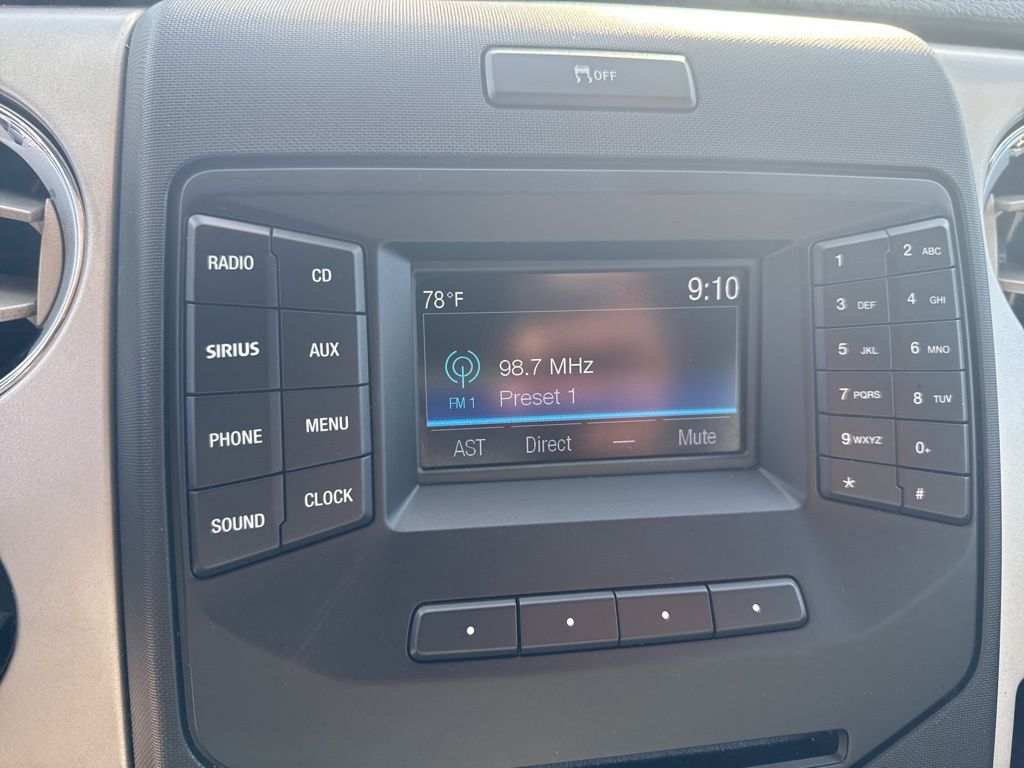 OFF
RADIO
CD
SIRIUS
AUX
PHONE
MENU
SOUND
CLOCK
78°F
9:10
98.7 MHz
FM 1
Preset 1
AST Direct — Mute
1
2 ABC
3 DEF
4 GHI
5 JKL
6 MNO
7 PQRS
8 TUV
9 WXYZ
0+
*
#